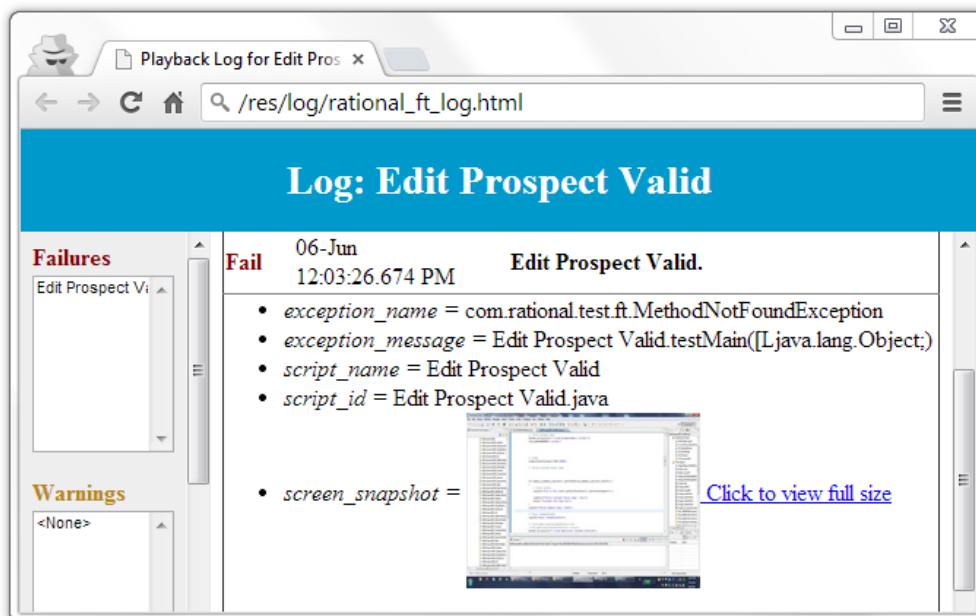 Playback Log for Edit Pros
/res/log/rational_ft_log.html
Log: Edit Prospect Valid
Failures
Edit Prospect Va
Warnings
<None>
Fail 06-Jun 12:03:26.674 PM Edit Prospect Valid.
exception_name = com.rational.test.ft.MethodNotFoundException
exception_message = Edit Prospect Valid.testMain([Ljava.lang.Object;)
script_name = Edit Prospect Valid
script_id = Edit Prospect Valid.java
screen_snapshot = Click to view full size